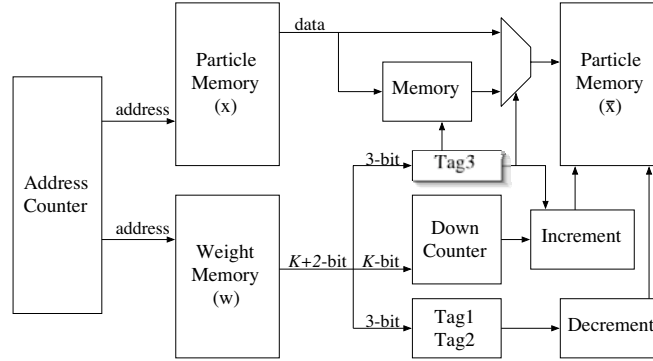 data
Particle
Memory
(x)
Memory
Particle
Memory
(x̄)
address
3-bit
Tag3
Address
Counter
address
Weight
Memory
(w)
K+2-bit
K-bit
Down
Counter
Increment
3-bit
Tag1
Tag2
Decrement